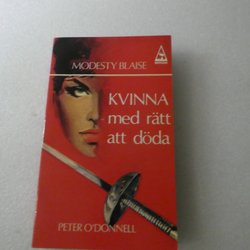 MODESTY BLAISE
KVINNA
med rätt
att döda
PETER O'DONNELL